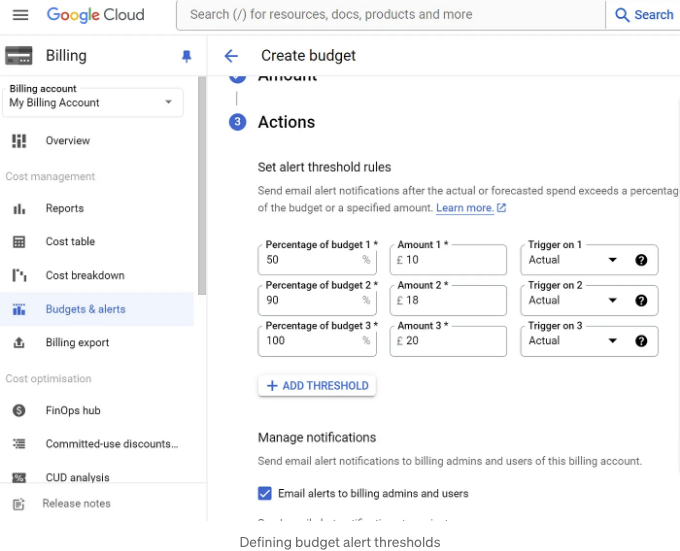 Google Cloud
Search (/) for resources, docs, products and more
Search
Billing
Create budget
Billing account
My Billing Account
Overview
Cost management
Reports
Cost table
Cost breakdown
Budgets & alerts
Billing export
Cost optimisation
FinOps hub
Committed-use discounts...
CUD analysis
Release notes
Amount
3 Actions
Set alert threshold rules
Send email alert notifications after the actual or forecasted spend exceeds a percentag
of the budget or a specified amount. Learn more.
Percentage of budget 1 * Amount 1 * Trigger on 1
50 % £ 10 Actual
Percentage of budget 2 * Amount 2 * Trigger on 2
90 % £ 18 Actual
Percentage of budget 3 * Amount 3 * Trigger on 3
100 % £ 20 Actual
+ ADD THRESHOLD
Manage notifications
Send email alert notifications to billing admins and users of this billing account.
Email alerts to billing admins and users
Defining budget alert thresholds